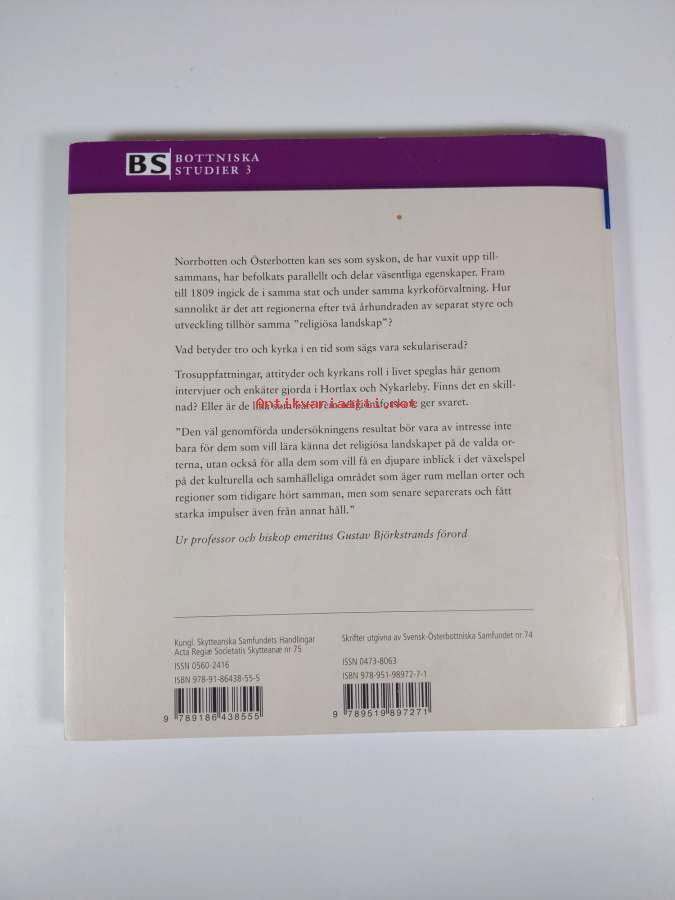 BS BOTTNISKA
STUDIER 3
Norrbotten och Österbotten kan ses som syskon, de har vuxit upp till-
sammans, har befolkats parallellt och delar väsentliga egenskaper. Fram
till 1809 ingick de i samma stat och under samma kyrkoförvaltning. Hur
sannolikt är det att regionerna efter två århundraden av separat styre och
utveckling tillhör samma ”religiösa landskap”?
Vad betyder tro och kyrka i en tid som sägs vara sekulariserad?
Trosuppfattningar, attityder och kyrkans roll i livet speglas här genom
intervjuer och enkäter gjorda i Hortlax och Nykarleby. Finns det en skill-
nad? Eller är de lika som bär? ger svaret.
Antikvariaatti.net
”Den väl genomförda undersökningens resultat bör vara av intresse inte
bara för dem som vill lära känna det religiösa landskapet på de valda or-
terna, utan också för alla dem som vill få en djupare inblick i det växelspel
på det kulturella och samhälleliga området som äger rum mellan orter och
regioner som tidigare hört samman, men som senare separerats och fått
starka impulser även från annat håll.”
Ur professor och biskop emeritus Gustav Björkstrands förord
Kungl. Skytteanska Samfundets Handlingar
Acta Regiæ Societatis Skytteanæ nr 75
ISSN 0560-2416
ISBN 978-91-86438-55-5
9 789186 438555
Skrifter utgivna av Svensk-Österbottniska Samfundet nr 74
ISSN 0473-8063
ISBN 978-951-98972-7-1
9 789519 897271